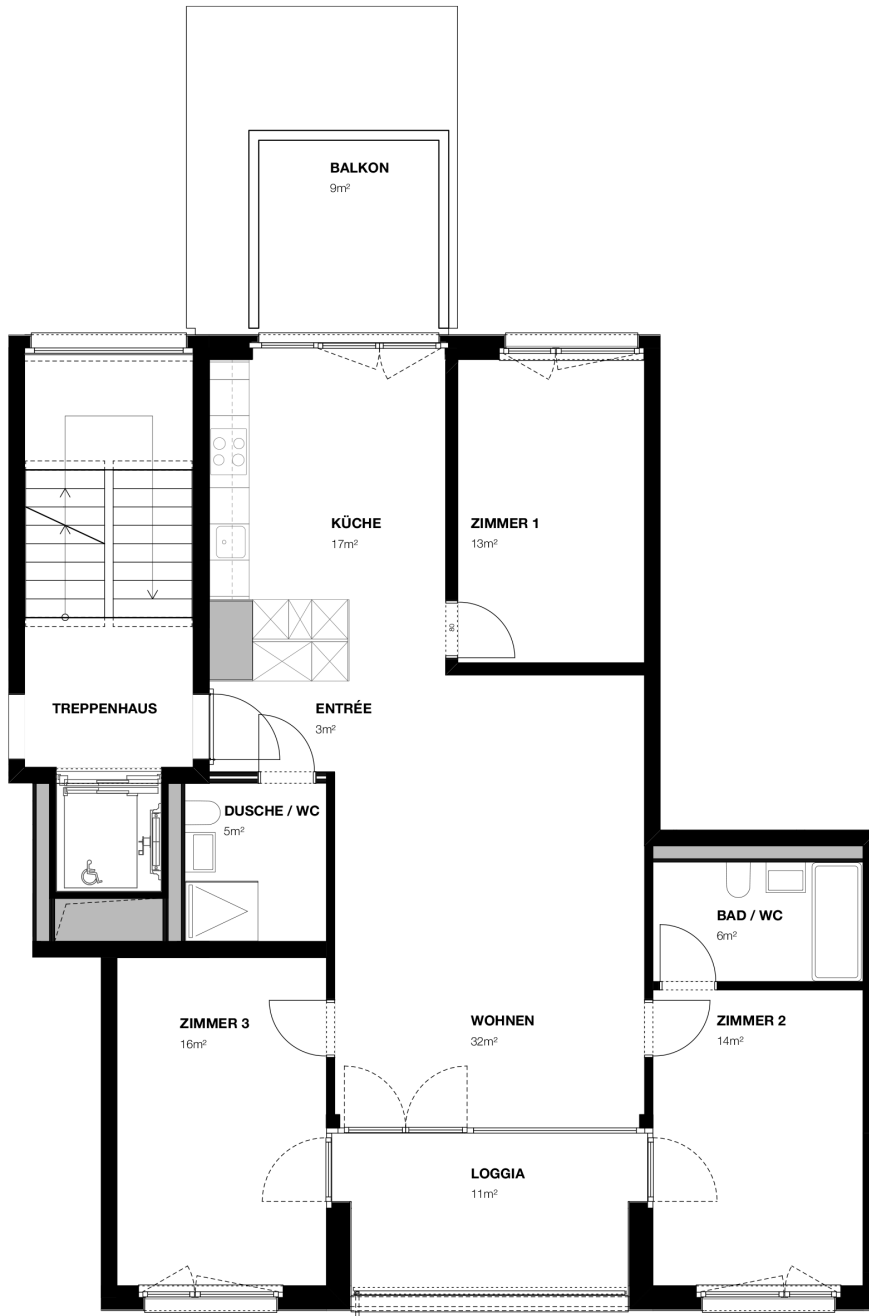 BALKON
9m²
KÜCHE
17m²
ZIMMER 1
13m²
80
TREPPENHAUS
ENTRÉE
3m²
DUSCHE / WC
5m²
BAD / WC
6m²
ZIMMER 3
16m²
WOHNEN
32m²
ZIMMER 2
14m²
LOGGIA
11m²